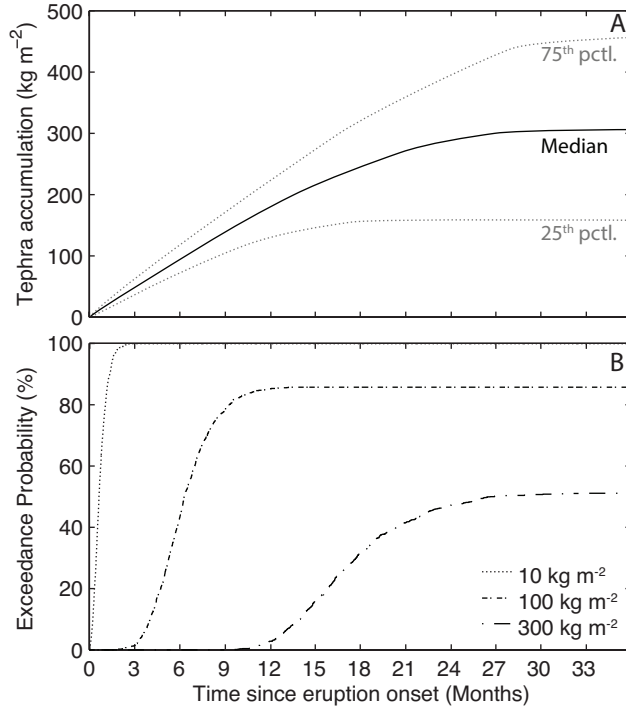 A
500
400
300
200
100
0
Tephra accumulation (kg m⁻²)
75th pctl.
Median
25th pctl.
B
100
80
60
40
20
0
Exceedance Probability (%)
10 kg m-2
100 kg m-2
300 kg m-2
0 3 6 9 12 15 18 21 24 27 30 33
Time since eruption onset (Months)